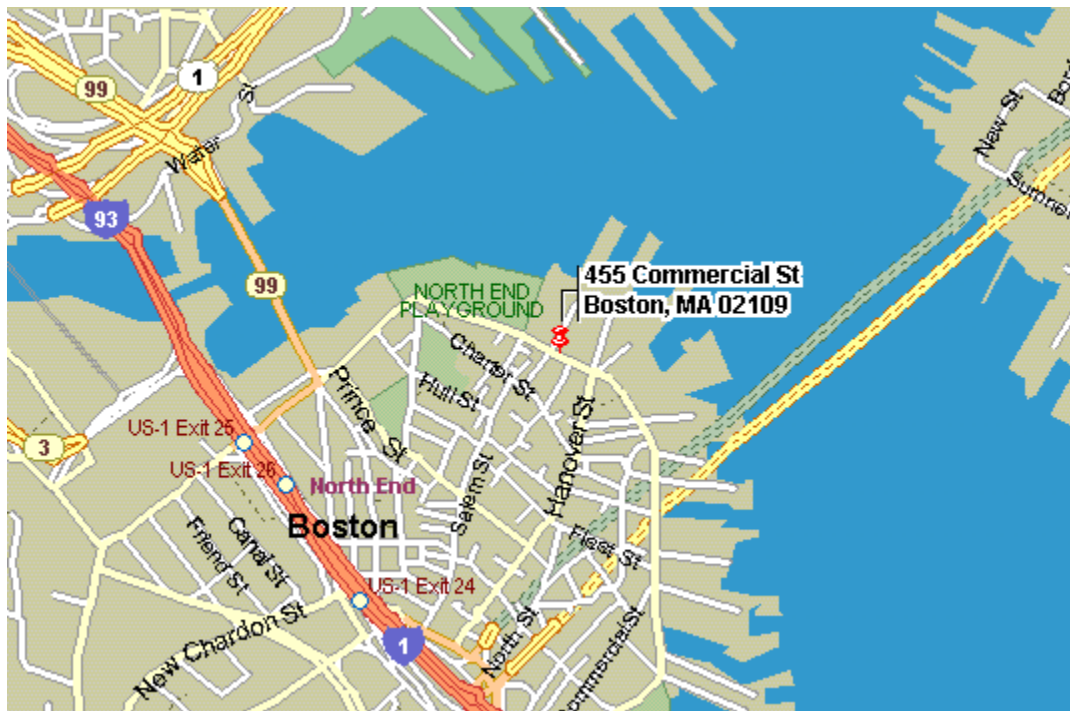 1
99
Water St
93
99
New St
Bord
Sumner
455 Commercial St
Boston, MA 02109
NORTH END
PLAYGROUND
Charter St
Hull St
Prince St
Hanover St
3
US-1 Exit 25
US-1 Exit 26
North End
Boston
Salem St
Fleet St
Canal St
Friend St
US-1 Exit 24
New Chardon St
1
North St
Commercial St